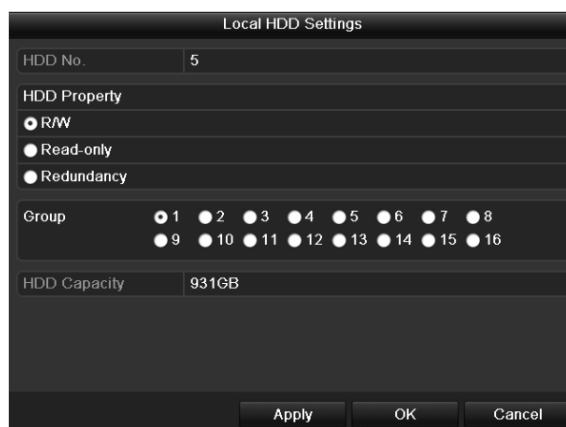 Local HDD Settings
HDD No. 5
HDD Property
R/W
Read-only
Redundancy
Group 1 2 3 4 5 6 7 8
9 10 11 12 13 14 15 16
HDD Capacity 931GB
Apply OK Cancel